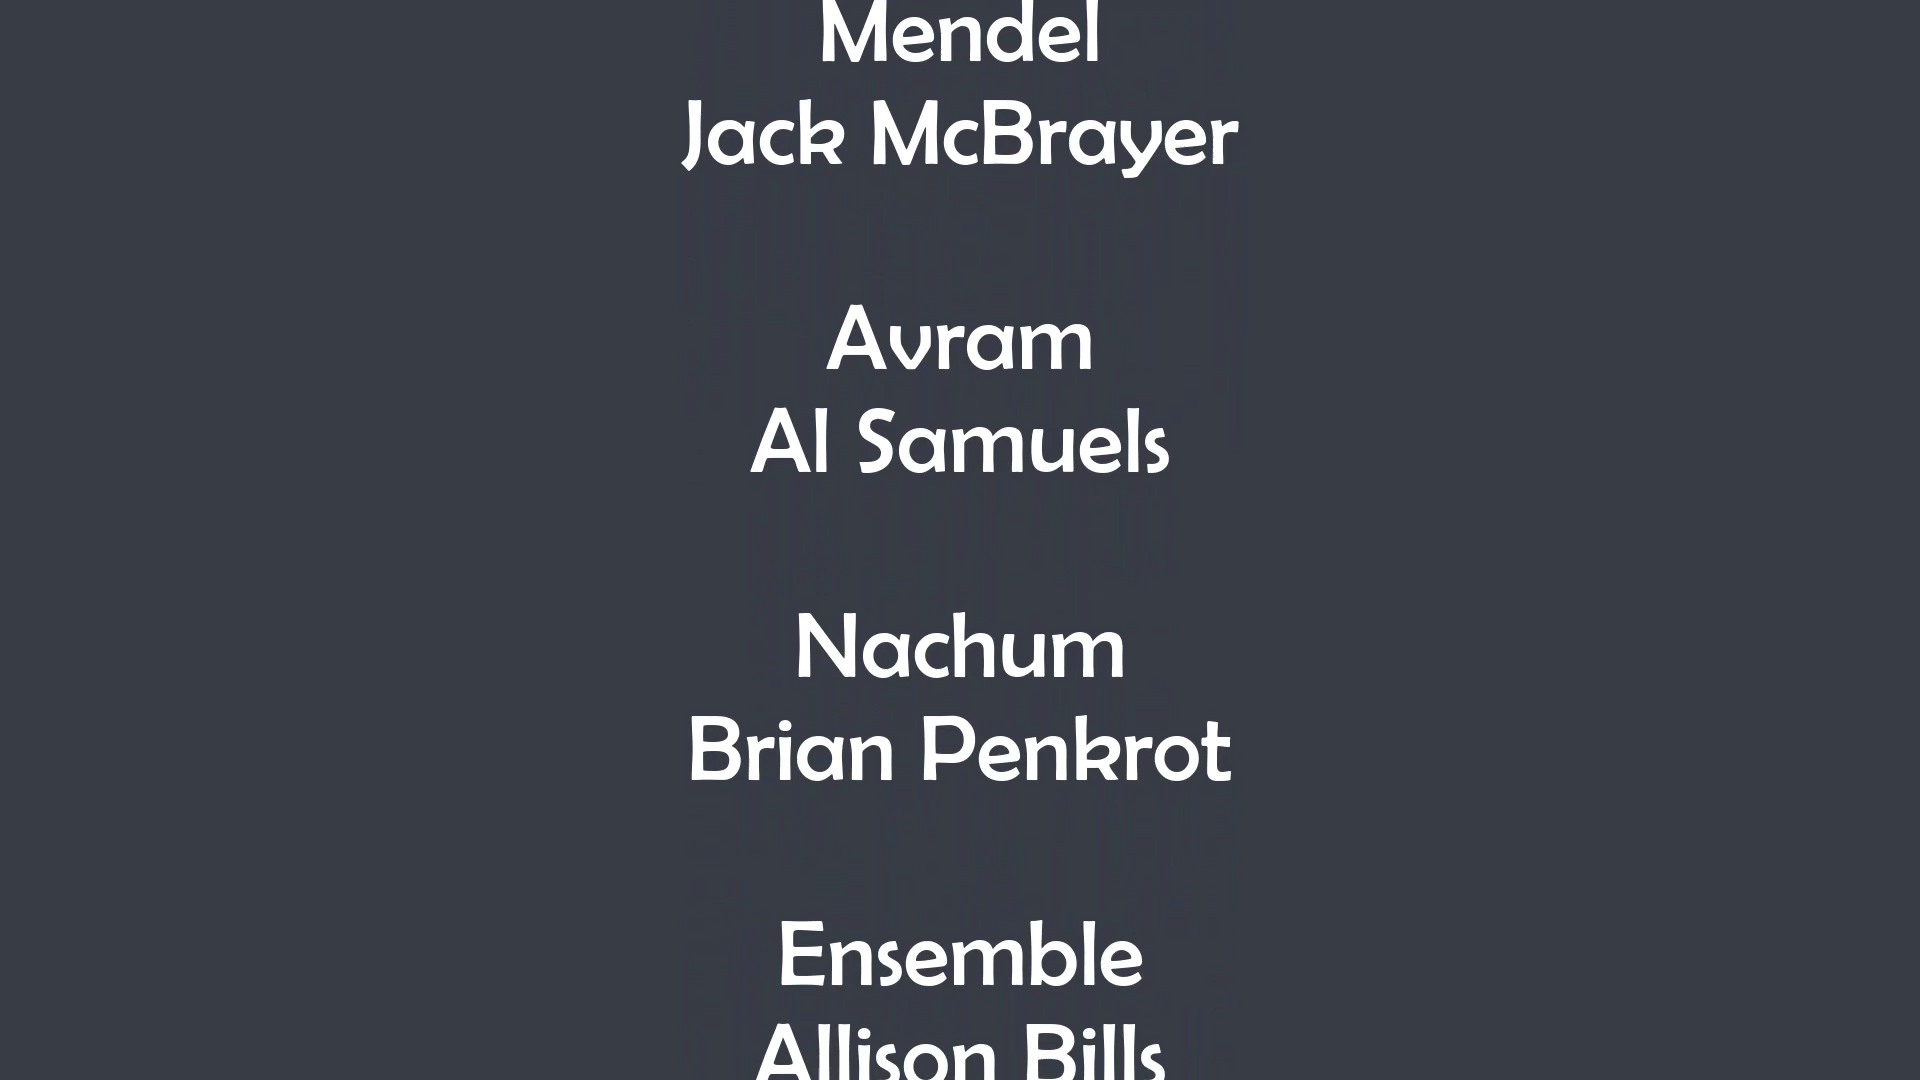 Mendel
Jack McBrayer
Avram
Al Samuels
Nachum
Brian Penkrot
Ensemble
Allison Bills